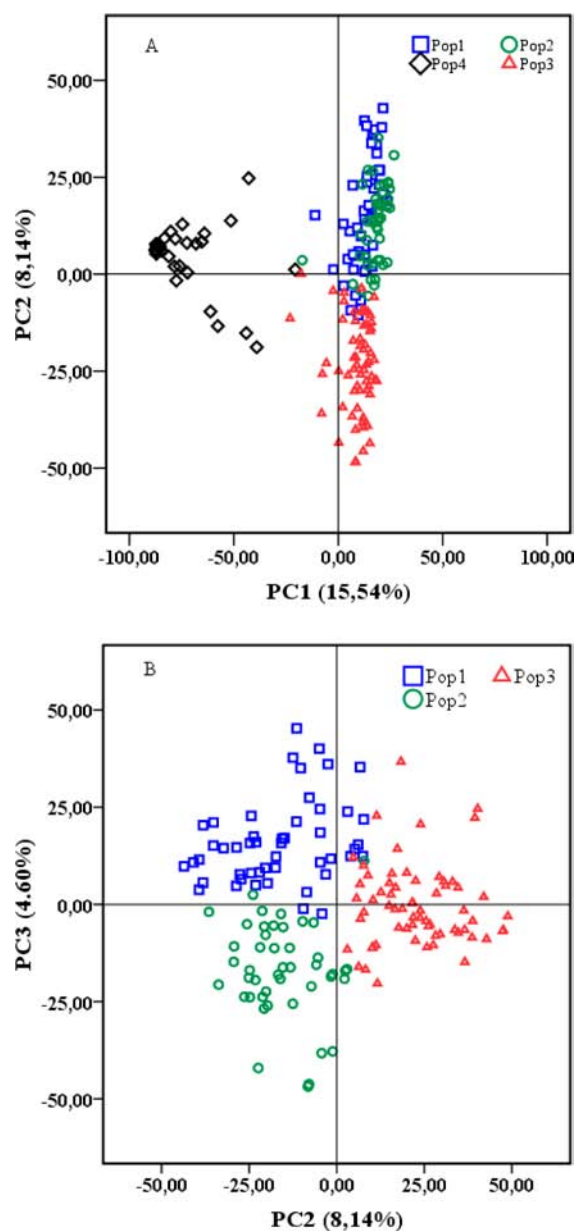 A
Pop1 Pop2
Pop4 Pop3
50,00
25,00
0,00
-25,00
-50,00
PC2 (8,14%)
-100,00 -50,00 0,00 50,00 100,00
PC1 (15,54%)
B
Pop1 Pop3
Pop2
50,00
25,00
0,00
-25,00
-50,00
PC3 (4.60%)
-50,00 -25,00 0,00 25,00 50,00
PC2 (8,14%)